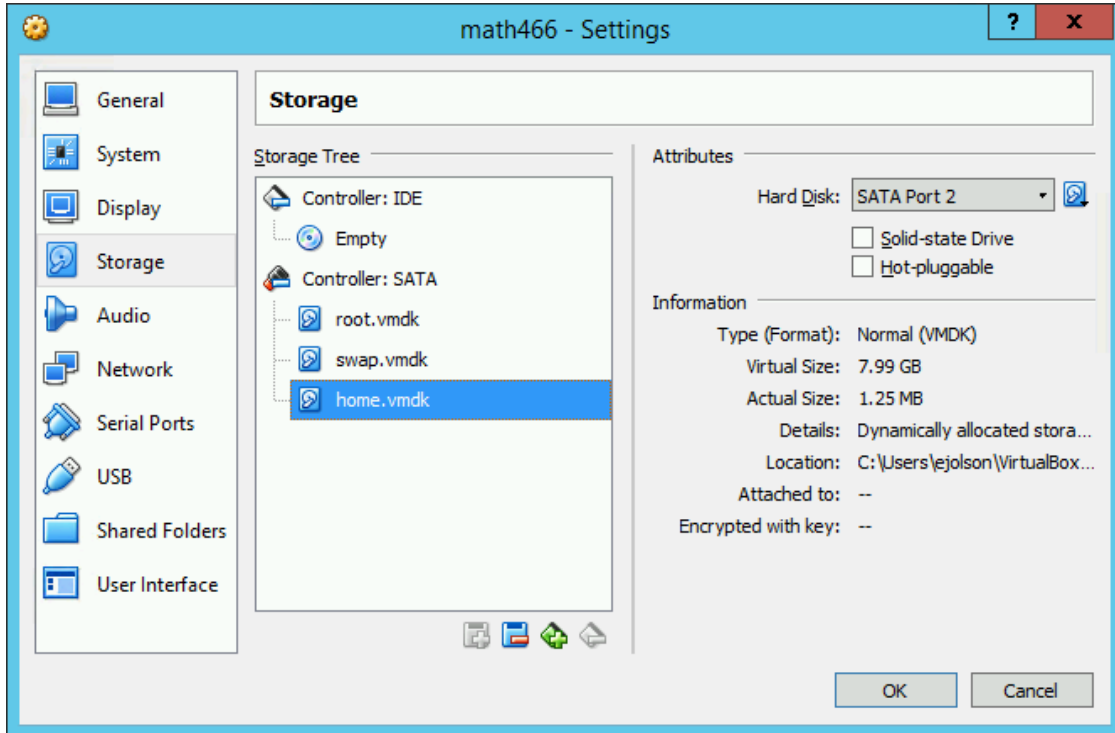 math466 - Settings
?
x
General
System
Display
Storage
Audio
Network
Serial Ports
USB
Shared Folders
User Interface
Storage
Storage Tree
Controller: IDE
Empty
Controller: SATA
root.vmdk
swap.vmdk
home.vmdk
Attributes
Hard Disk: SATA Port 2
Solid-state Drive
Hot-pluggable
Information
Type (Format): Normal (VMDK)
Virtual Size: 7.99 GB
Actual Size: 1.25 MB
Details: Dynamically allocated stora...
Location: C:\Users\ejolson\VirtualBox...
Attached to: --
Encrypted with key: --
OK
Cancel